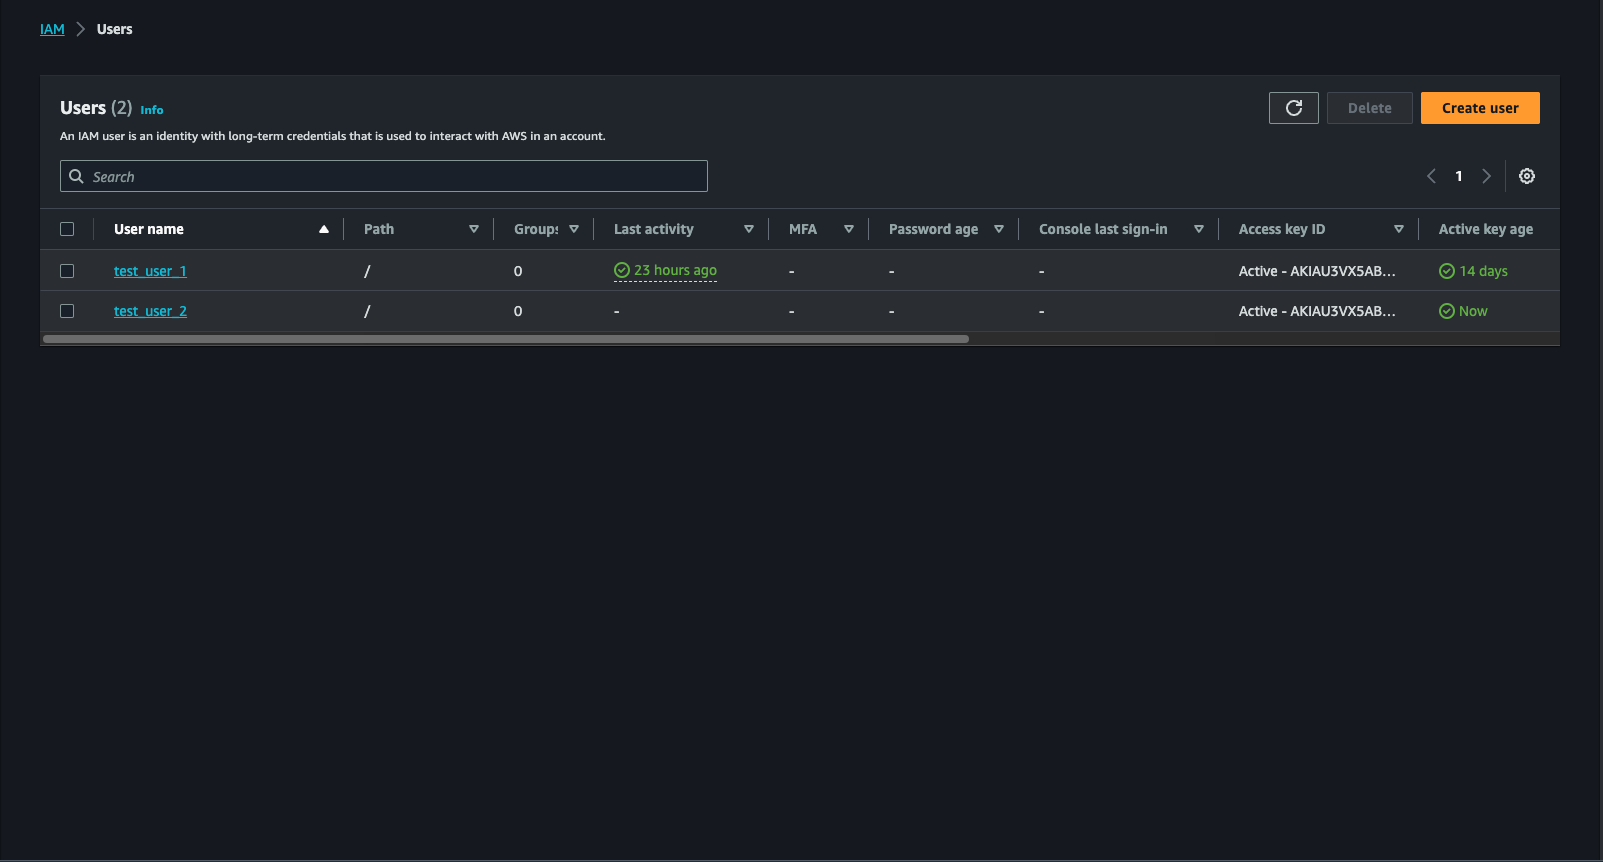 IAM > Users
Users (2) Info
Delete
Create user
An IAM user is an identity with long-term credentials that is used to interact with AWS in an account.
Search
1
User name Path Groups Last activity MFA Password age Console last sign-in Access key ID Active key age
test_user_1 / 0 23 hours ago - - - Active - AKIAU3VX5AB... 14 days
test_user_2 / 0 - - - - Active - AKIAU3VX5AB... Now